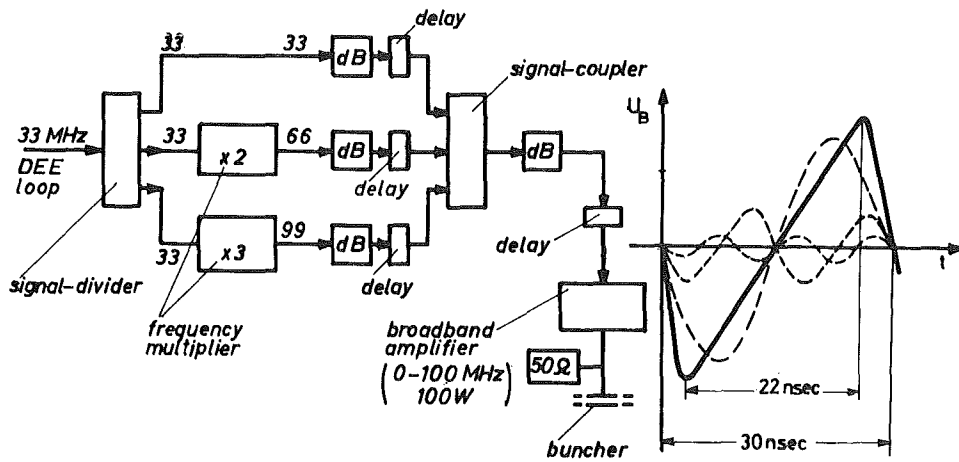 delay
33 33
dB
signal-coupler
33 MHz
DEE
loop
33
x2
66
dB
delay
dB
33
x3
99
dB
delay
delay
signal-divider
frequency
multiplier
broadband
amplifier
(0-100 MHz)
100W
50Ω
buncher
U_B
t
22 nsec
30 nsec